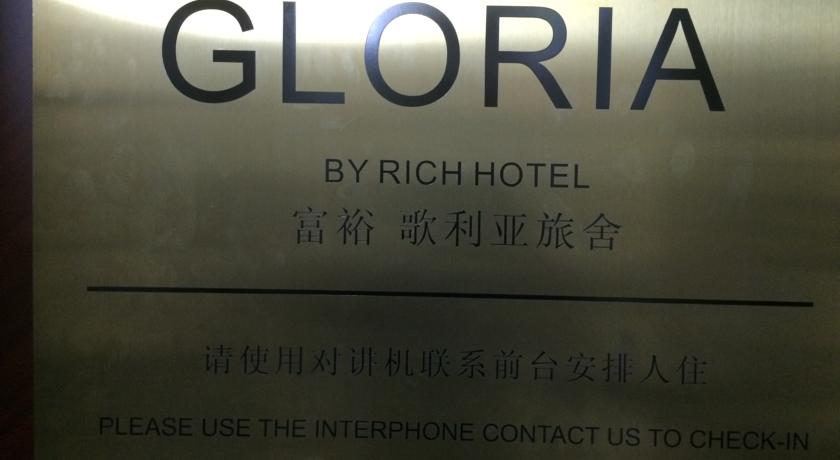 GLORIA
BY RICH HOTEL
富裕 歌利亚旅舍
请使用对讲机联系前台安排人住
PLEASE USE THE INTERPHONE CONTACT US TO CHECK-IN